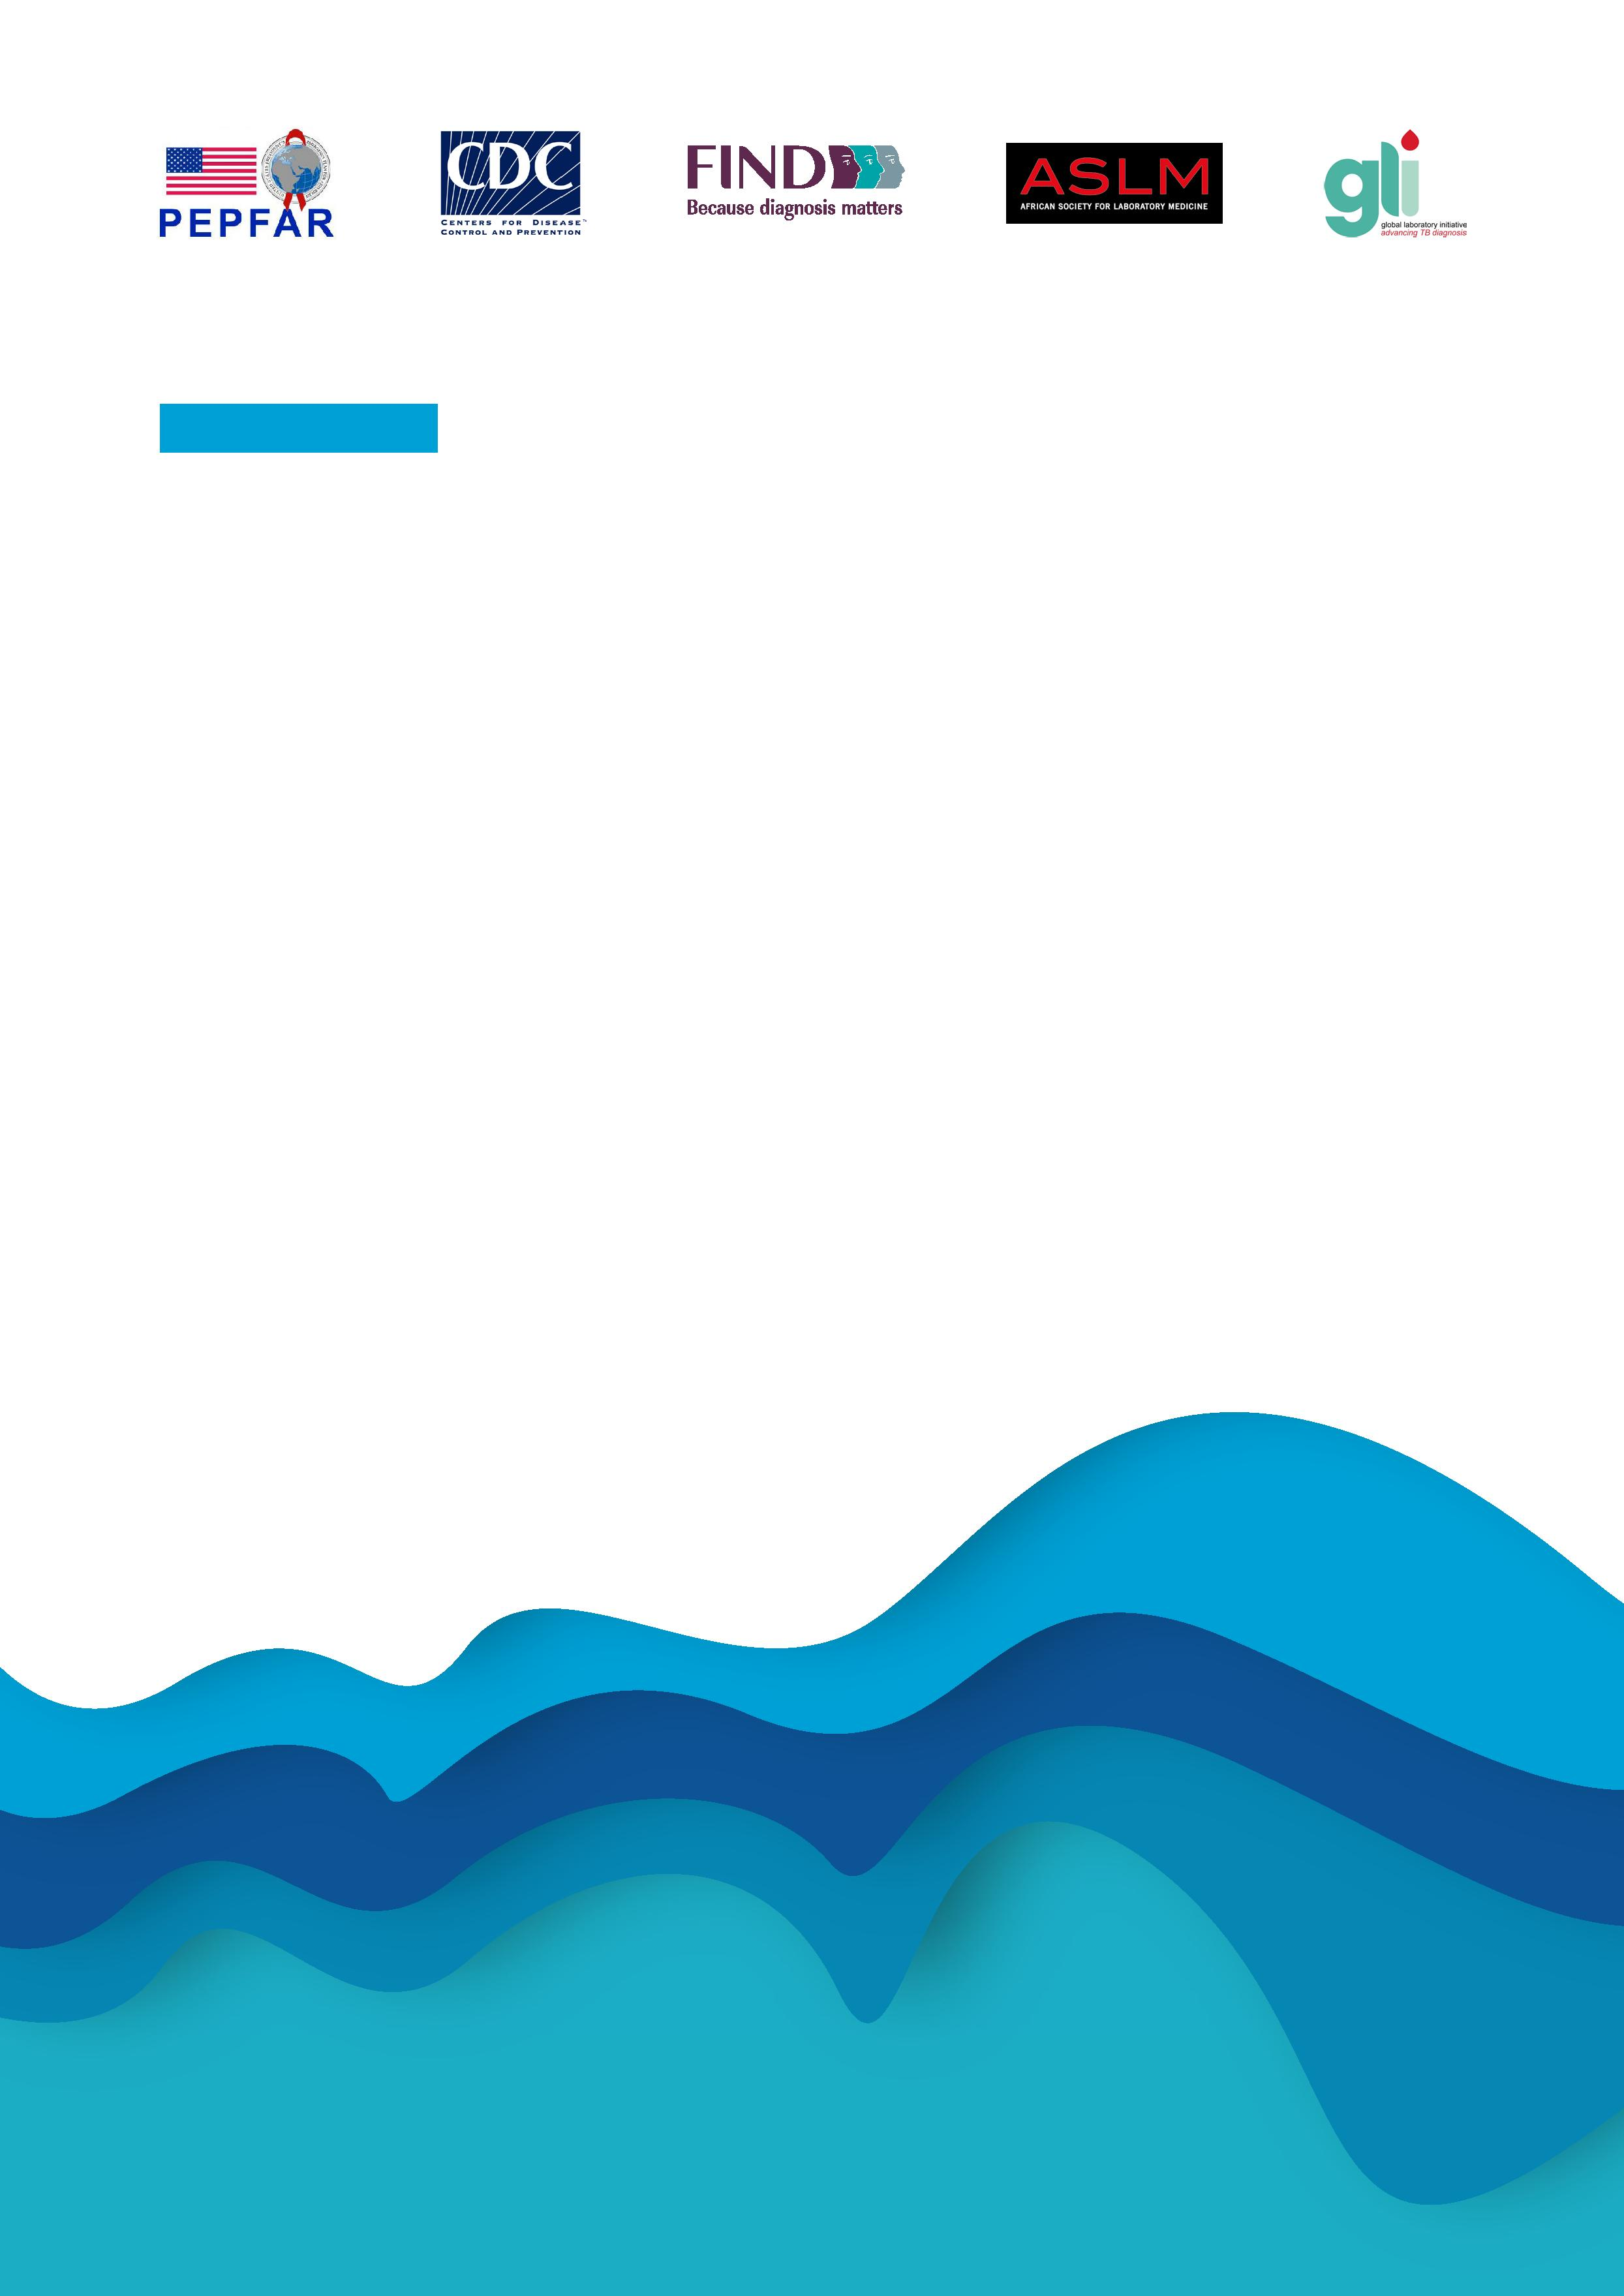 PEPFAR
CDC
CENTERS FOR DISEASE™
CONTROL AND PREVENTION
FIND
Because diagnosis matters
ASLM
AFRICAN SOCIETY FOR LABORATORY MEDICINE
gli
global laboratory initiative
advancing TB diagnosis